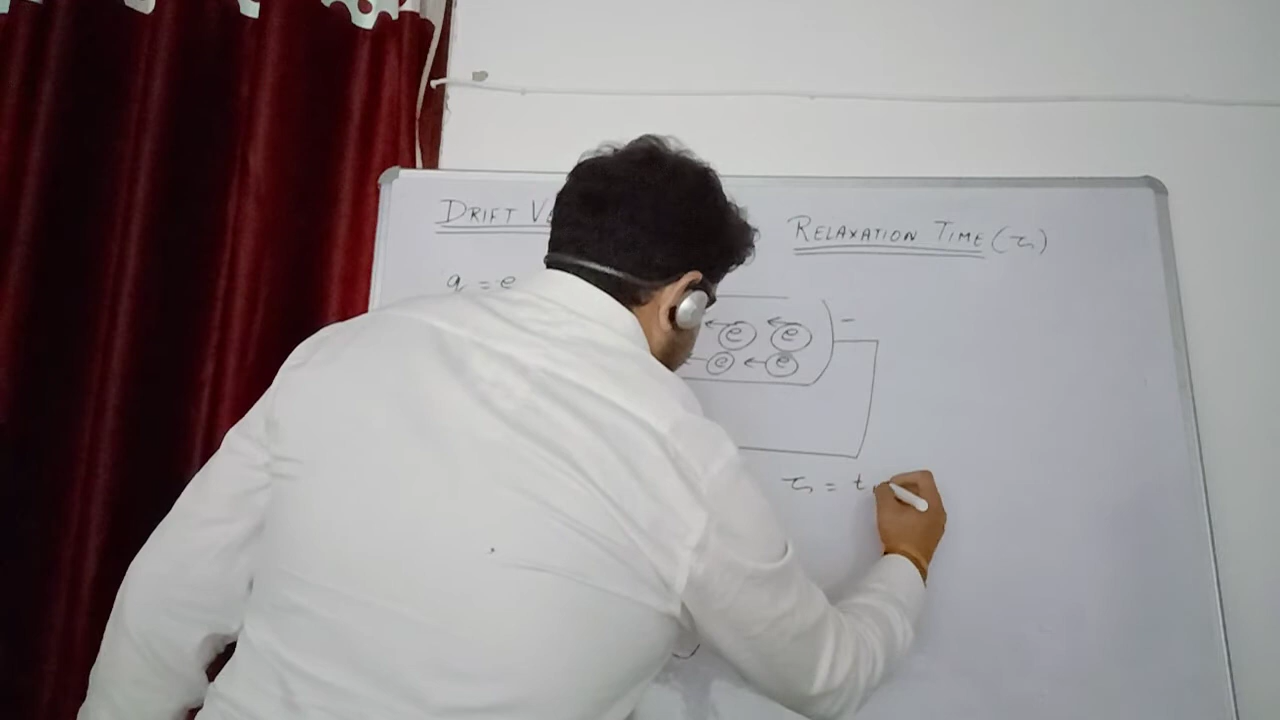 DRIFT
RELAXATION TIME (τ)
q = e
-
e e
e e
τ = t